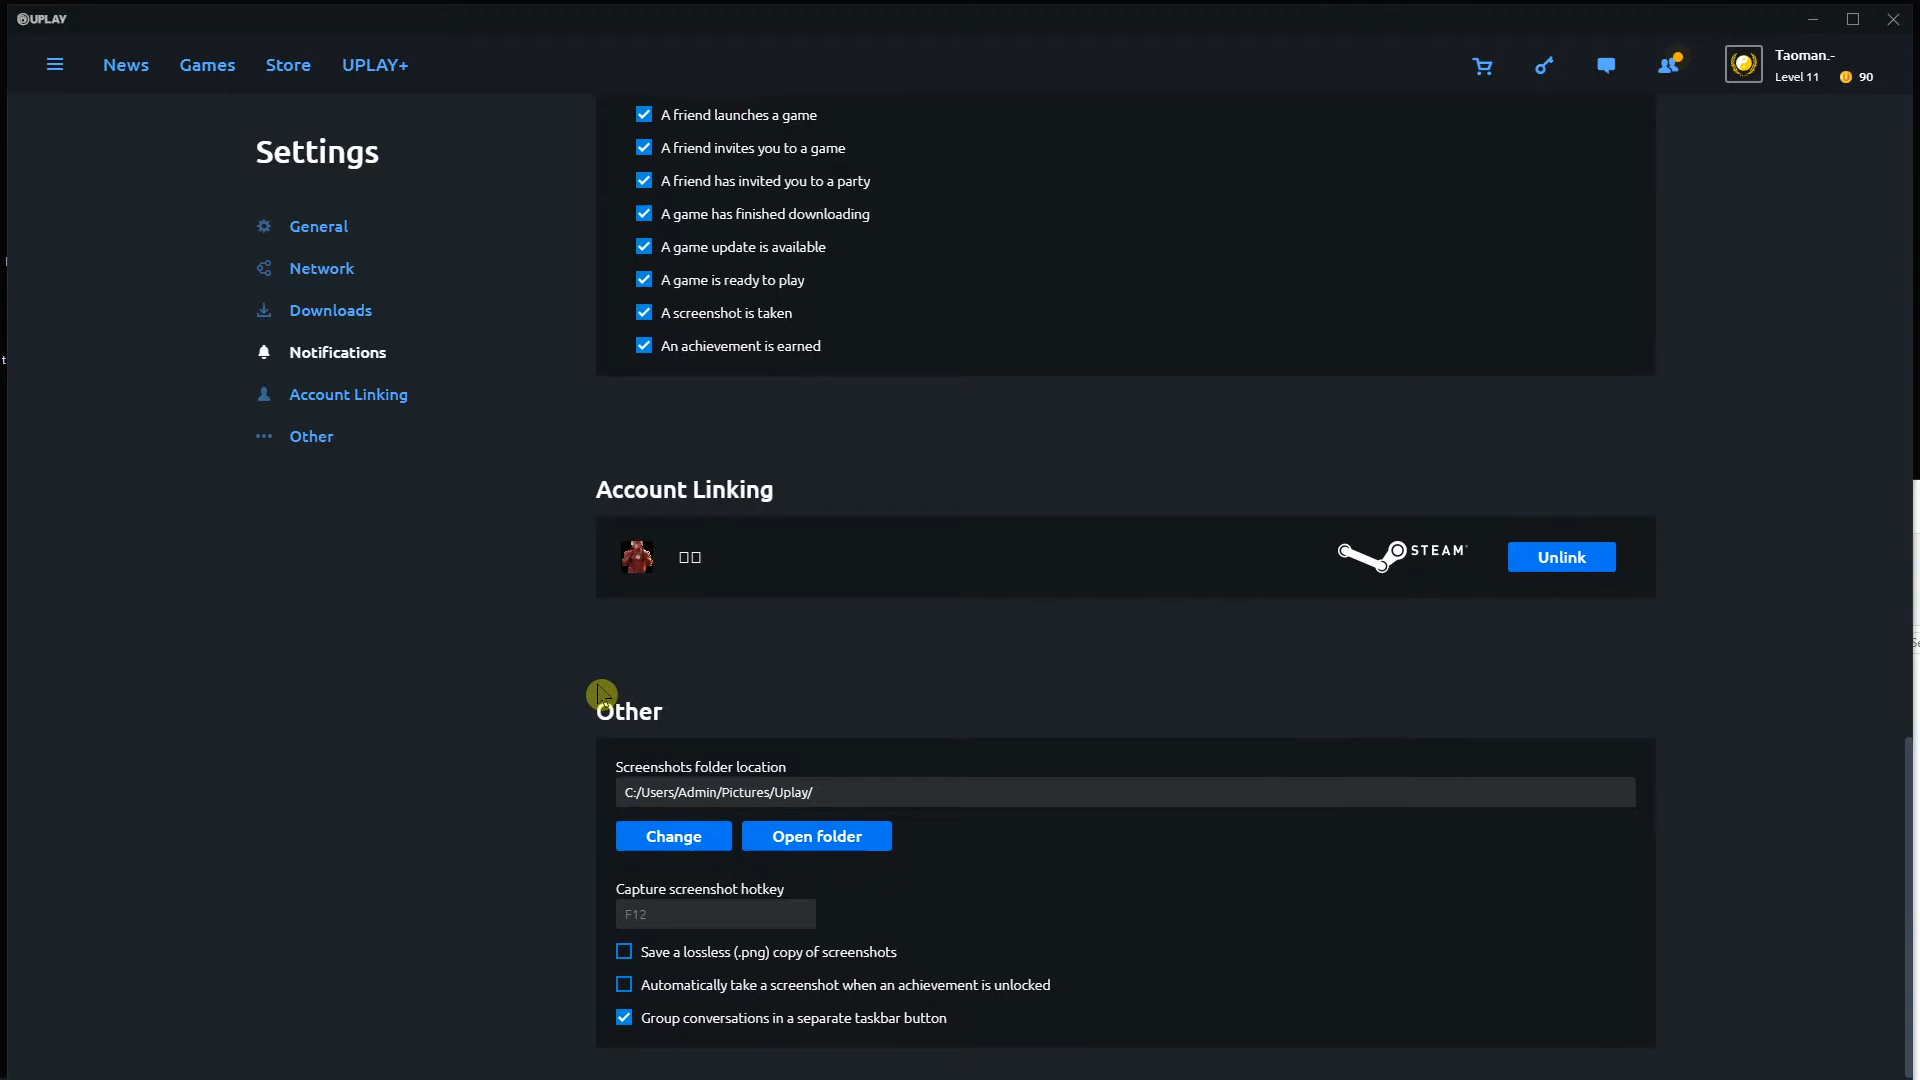 UPLAY
News Games Store UPLAY+
Taoman.-
Level 11 90
Settings
General
Network
Downloads
Notifications
Account Linking
Other
A friend launches a game
A friend invites you to a game
A friend has invited you to a party
A game has finished downloading
A game update is available
A game is ready to play
A screenshot is taken
An achievement is earned
Account Linking
STEAM
Unlink
Other
Screenshots folder location
C:/Users/Admin/Pictures/Uplay/
Change Open folder
Capture screenshot hotkey
F12
Save a lossless (.png) copy of screenshots
Automatically take a screenshot when an achievement is unlocked
Group conversations in a separate taskbar button